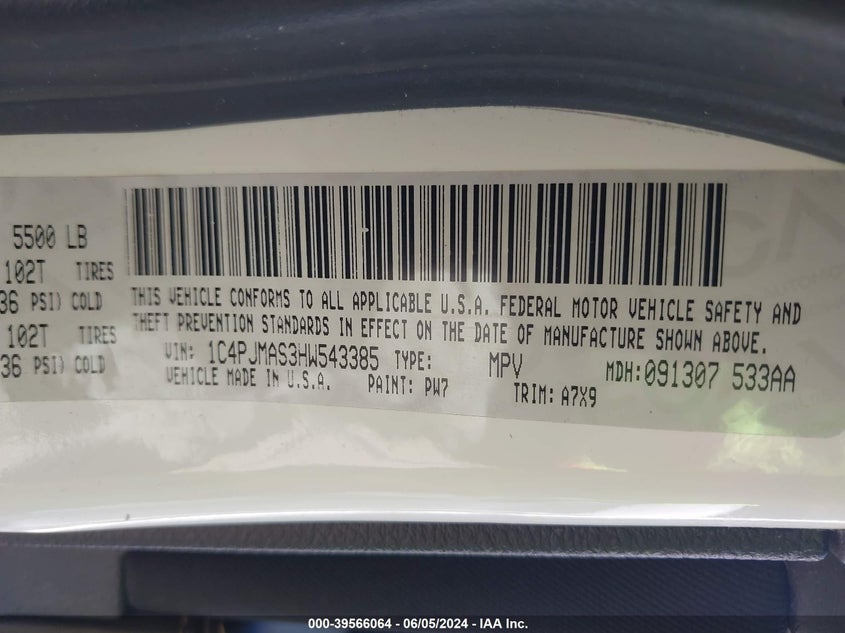 5500 LB
102T TIRES
36 PSI) COLD
102T TIRES
36 PSI) COLD
THIS VEHICLE CONFORMS TO ALL APPLICABLE U.S.A. FEDERAL MOTOR VEHICLE SAFETY AND
THEFT PREVENTION STANDARDS IN EFFECT ON THE DATE OF MANUFACTURE SHOWN ABOVE.
VIN: 1C4PJMAS3HW543385 TYPE: MPV MDH:091307 533AA
VEHICLE MADE IN U.S.A. PAINT: PW7 TRIM: A7X9
000-39566064 - 06/05/2024 - IAA Inc.